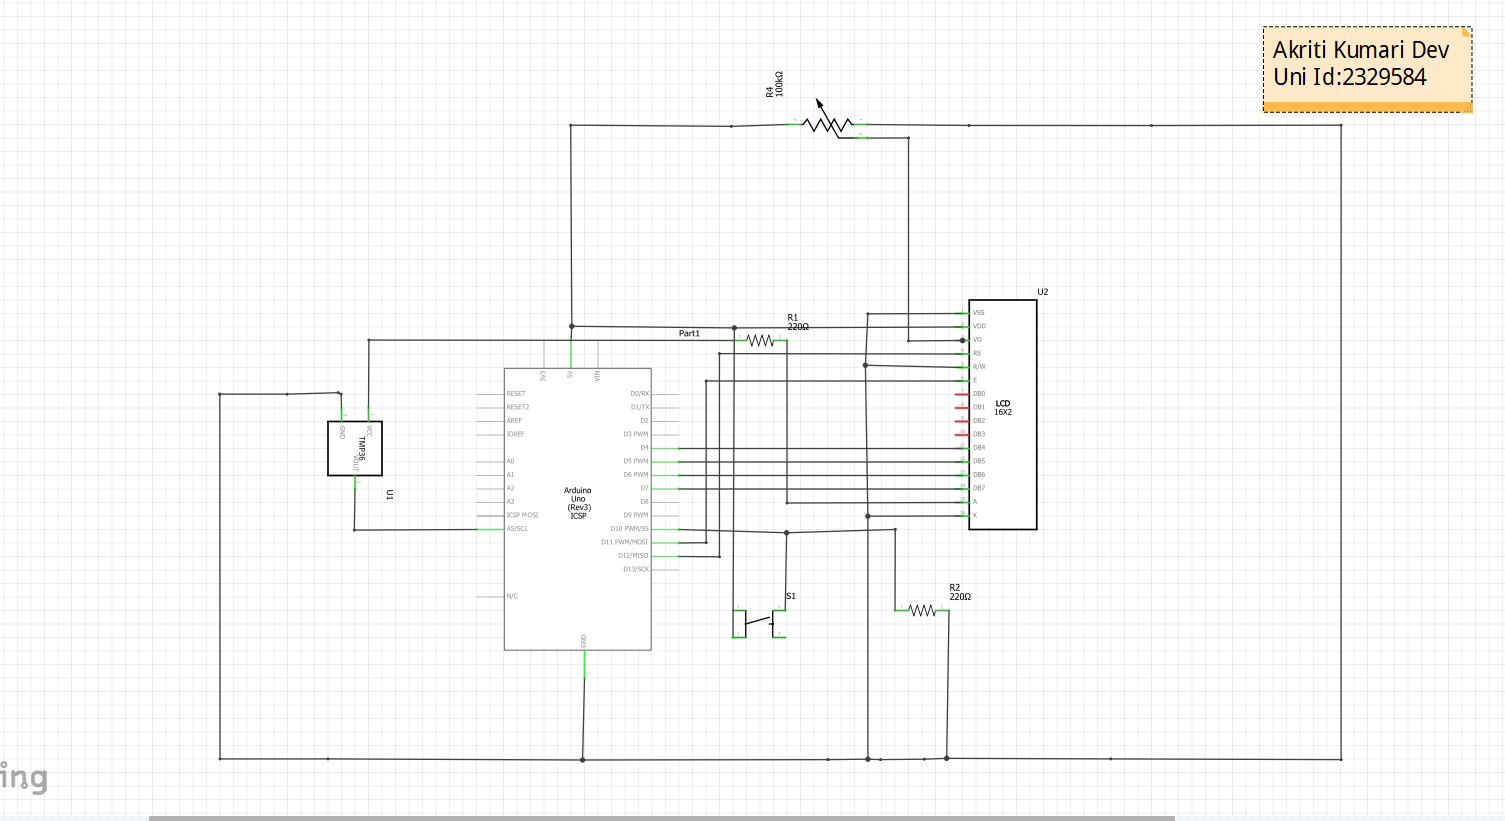 Akriti Kumari Dev
Uni Id:2329584
R4
100kΩ
U2
R1
220Ω
Part1
VSS
VDD
VO
RS
R/W
E
DB0
DB1
DB2
DB3
DB4
DB5
DB6
DB7
A
K
LCD
16X2
3V3
5V
VIN
RESET
RESET2
AREF
IOREF
A0
A1
A2
A3
ICSP MOSI
A5/SCL
N/C
D0/RX
D1/TX
D2
D3 PWM
D4
D5 PWM
D6 PWM
D7
D8
D9 PWM
D10 PWM/SS
D11 PWM/MOSI
D12/MISO
D13/SCK
Arduino
Uno
(Rev3)
ICSP
GND
GND
VCC
TMP36
VOUT
U1
S1
R2
220Ω
ing